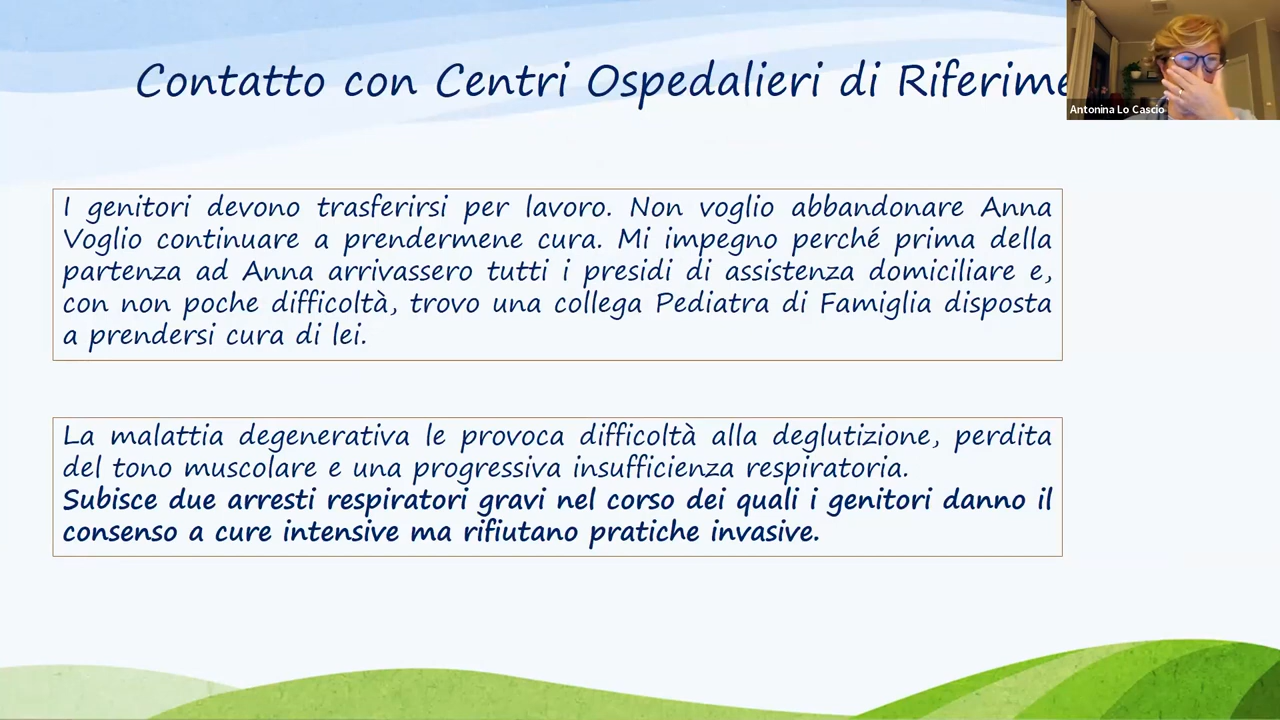 Contatto con Centri Ospedalieri di Riferime
Antonina Lo Cascio
I genitori devono trasferirsi per lavoro. Non voglio abbandonare Anna
Voglio continuare a prendermene cura. Mi impegno perché prima della
partenza ad Anna arrivassero tutti i presidi di assistenza domiciliare e,
con non poche difficoltà, trovo una collega Pediatra di Famiglia disposta
a prendersi cura di lei.
La malattia degenerativa le provoca difficoltà alla deglutizione, perdita
del tono muscolare e una progressiva insufficienza respiratoria.
Subisce due arresti respiratori gravi nel corso dei quali i genitori danno il
consenso a cure intensive ma rifiutano pratiche invasive.